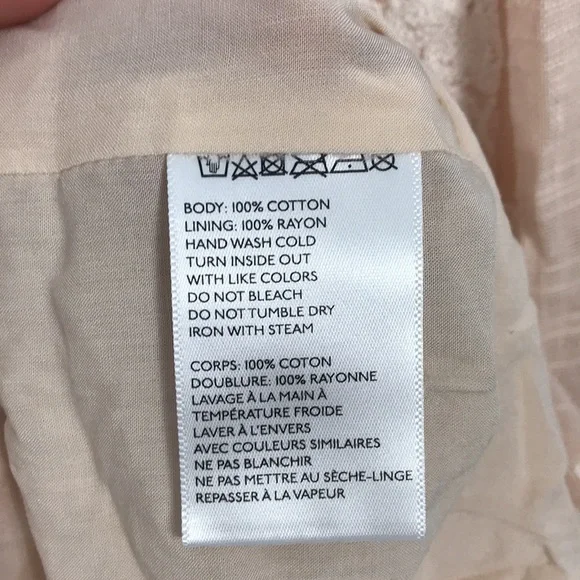 BODY: 100% COTTON
LINING: 100% RAYON
HAND WASH COLD
TURN INSIDE OUT
WITH LIKE COLORS
DO NOT BLEACH
DO NOT TUMBLE DRY
IRON WITH STEAM
CORPS: 100% COTON
DOUBLURE: 100% RAYONNE
LAVAGE À LA MAIN À
TEMPÉRATURE FROIDE
LAVER À L'ENVERS
AVEC COULEURS SIMILAIRES
NE PAS BLANCHIR
NE PAS METTRE AU SÈCHE-LINGE
REPASSER À LA VAPEUR